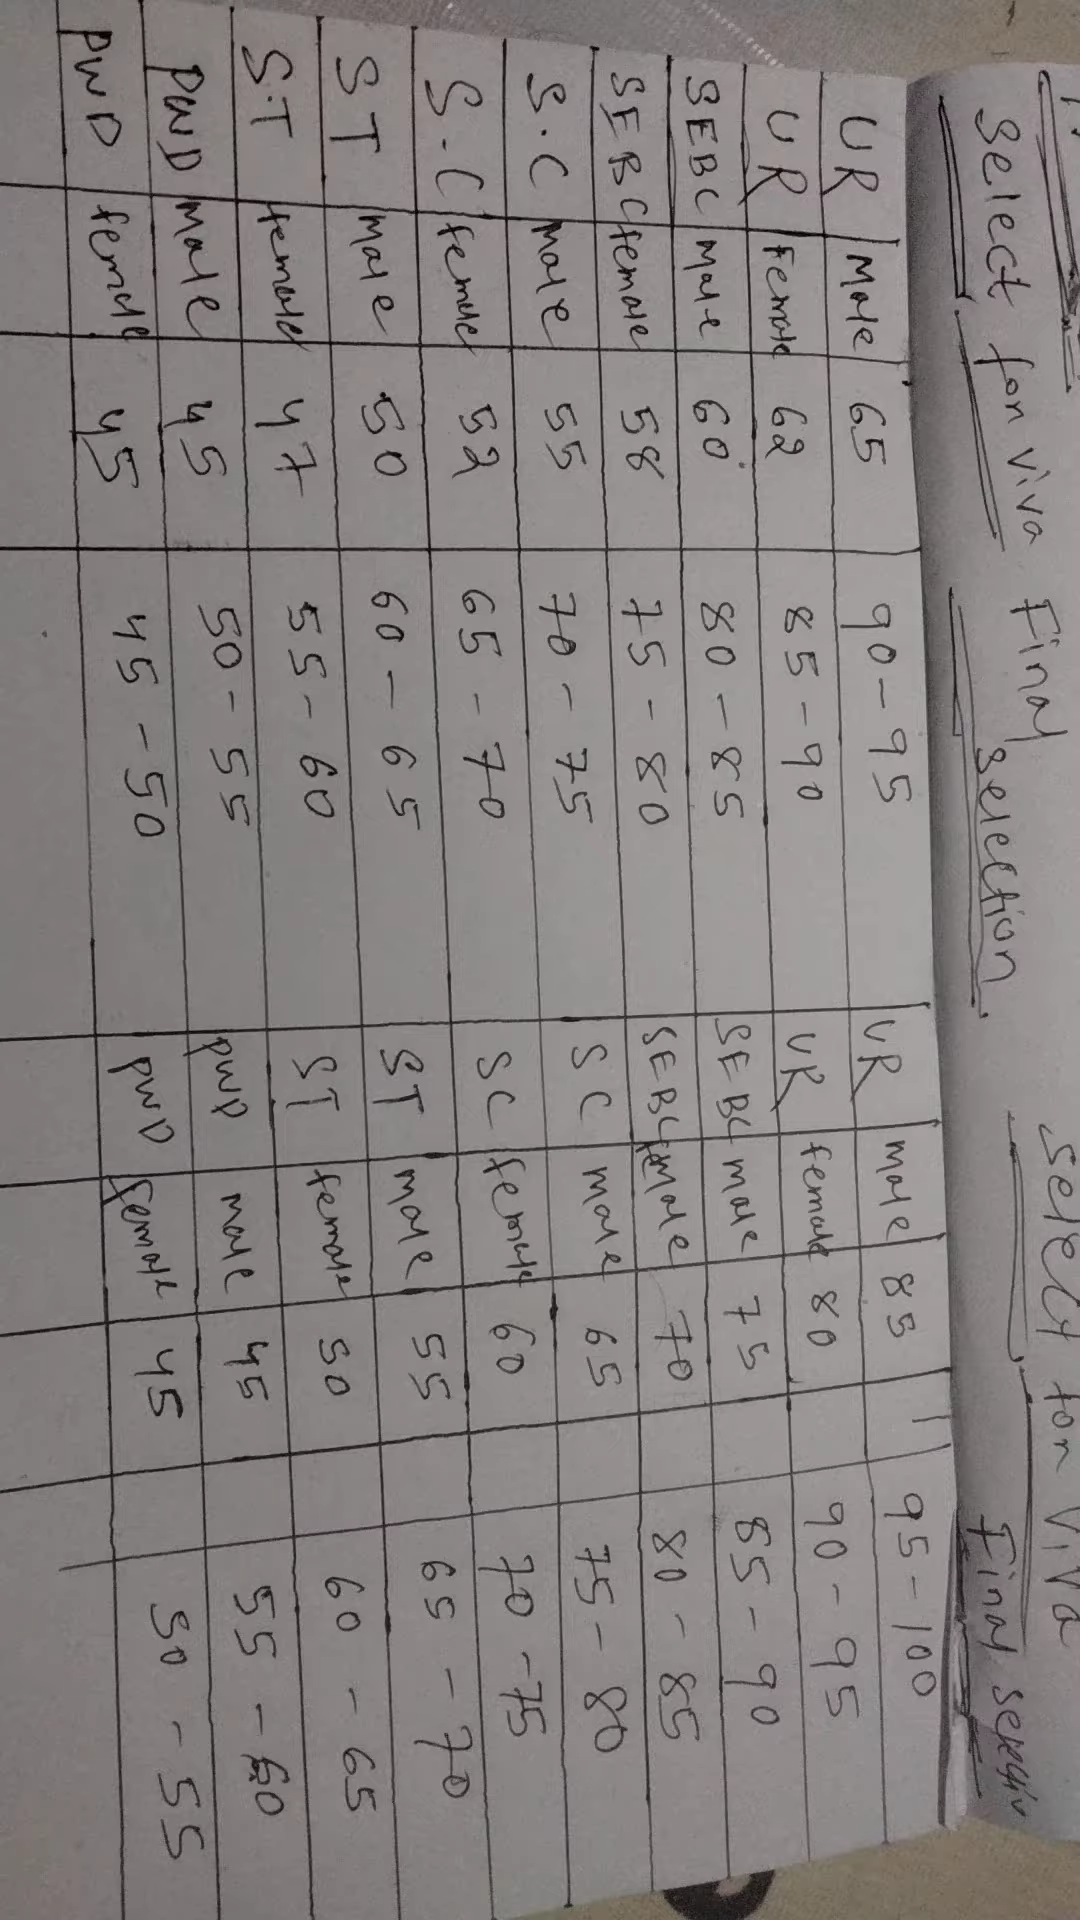 Select for viva Final Selection Select for viva Final
UR Male 65 90-95 UR male 85 95-100
UR Female 62 85-90 UR female 80 90-95
SEBC Male 60 80-85 SEBC male 75 85-90
SEBC female 58 75-80 SEBC female 70 80-85
S.C Male 55 70-75 SC male 65 75-80
S.C female 52 65-70 SC female 60 70-75
ST Male 50 60-65 ST male 55 65-70
S.T female 47 55-60 ST female 50 60-65
PWD Male 45 50-55 PWD male 45 55-60
PWD female 45 45-50 PWD female 45 50-55